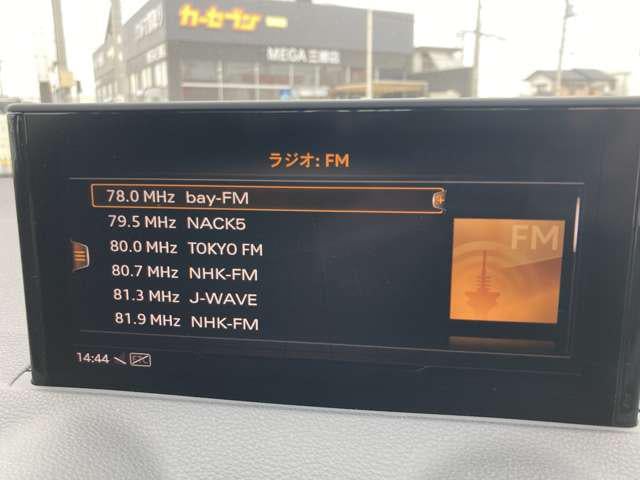 カーセブン
MEGA三郷店
ラジオ: FM
78.0 MHz bay-FM
79.5 MHz NACK5
80.0 MHz TOKYO FM
80.7 MHz NHK-FM
81.3 MHz J-WAVE
81.9 MHz NHK-FM
FM
14:44